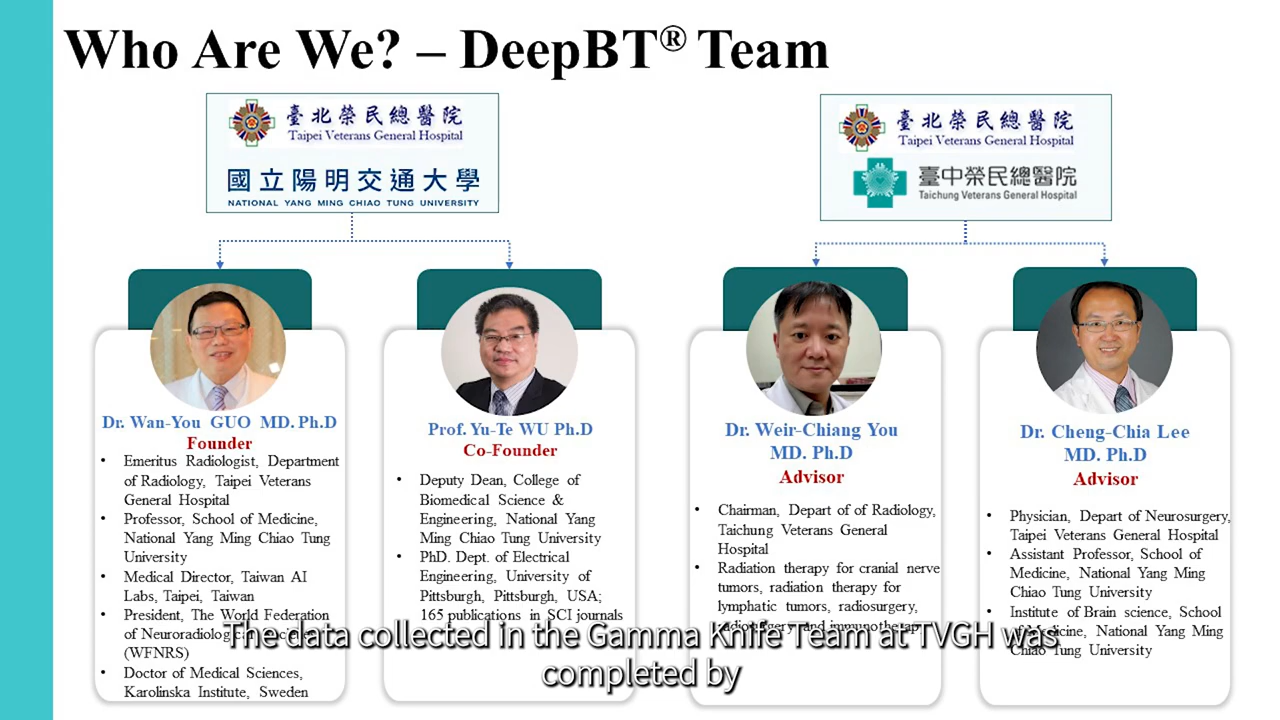 Who Are We? – DeepBT® Team
臺北榮民總醫院
Taipei Veterans General Hospital
國立陽明交通大學
NATIONAL YANG MING CHIAO TUNG UNIVERSITY
臺北榮民總醫院
Taipei Veterans General Hospital
臺中榮民總醫院
Taichung Veterans General Hospital
Dr. Wan-You GUO MD. Ph.D
Founder
• Emeritus Radiologist, Department
of Radiology, Taipei Veterans
General Hospital
• Professor, School of Medicine,
National Yang Ming Chiao Tung
University
• Medical Director, Taiwan AI
Labs, Taipei, Taiwan
• President, The World Federation
of
(WFNRS)
• Doctor of Medical Sciences,
Karolinska Institute, Sweden
Prof. Yu-Te WU Ph.D
Co-Founder
• Deputy Dean, College of
Biomedical Science &
Engineering, National Yang
Ming Chiao Tung University
• PhD. Dept. of Electrical
Engineering, University of
Pittsburgh, Pittsburgh, USA;
165 publications in SCI journals
Dr. Weir-Chiang You
MD. Ph.D
Advisor
• Chairman, Depart of of Radiology,
Taichung Veterans General
Hospital
• Radiation therapy for cranial nerve
tumors, radiation therapy for
lymphatic tumors, radiosurgery,
Dr. Cheng-Chia Lee
MD. Ph.D
Advisor
• Physician, Depart of Neurosurgery,
Taipei Veterans General Hospital
• Assistant Professor, School of
Medicine, National Yang Ming
Chiao Tung University
• Institute of Brain science, School
of Medicine, National Yang Ming
Chiao Tung University
The data collected in the Gamma Knife Team at TVGH was
completed by